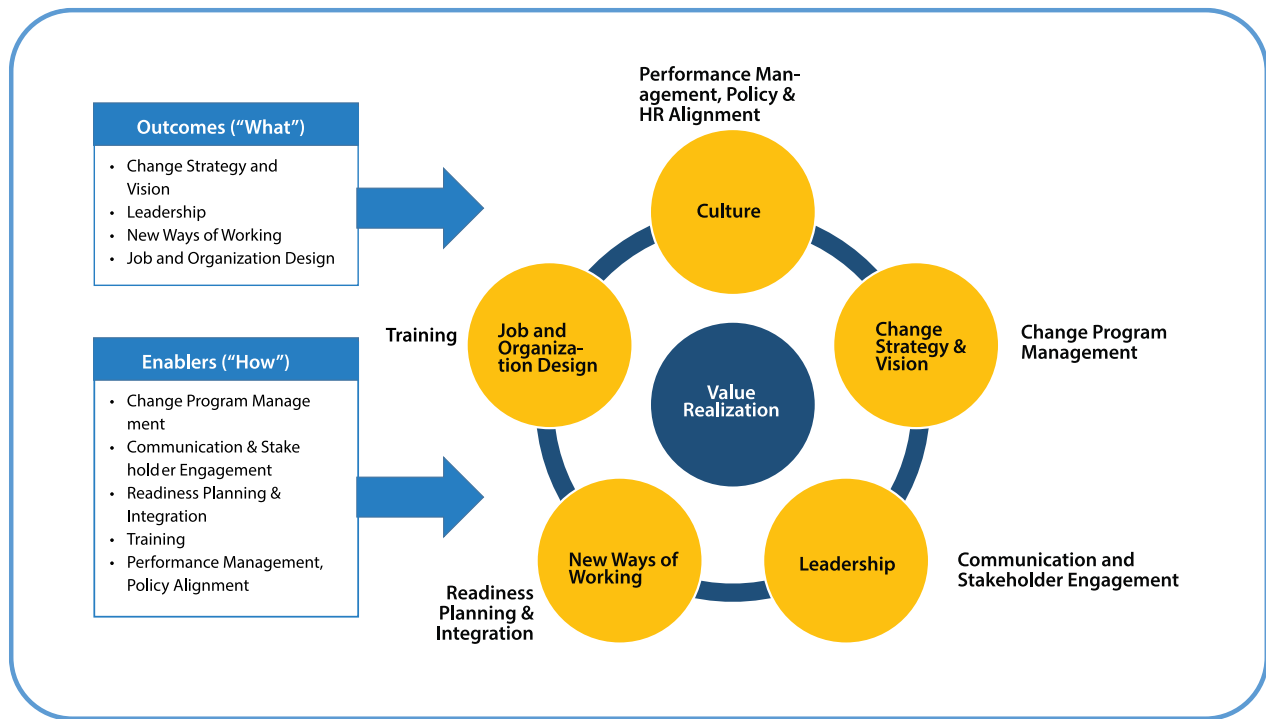 Outcomes (“What”)
• Change Strategy and
Vision
• Leadership
• New Ways of Working
• Job and Organization Design
Enablers (“How”)
• Change Program Manage
ment
• Communication & Stake
holder Engagement
• Readiness Planning &
Integration
• Training
• Performance Management,
Policy Alignment
Performance Man-
agement, Policy &
HR Alignment
Culture
Training
Job and
Organiza-
tion Design
Change
Strategy &
Vision
Change Program
Management
Value
Realization
New Ways of
Working
Leadership
Communication and
Stakeholder Engagement
Readiness
Planning &
Integration